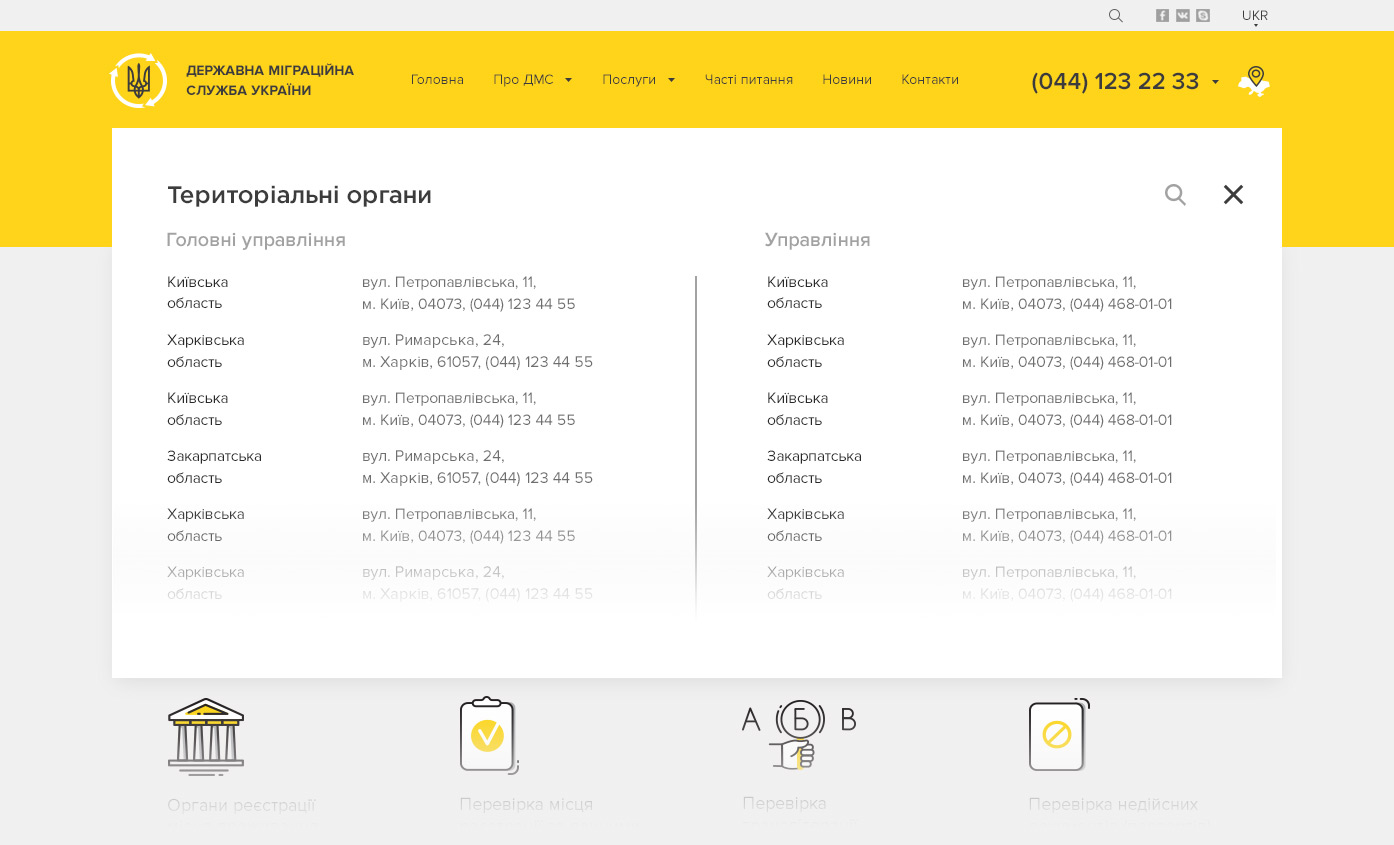 UKR
ДЕРЖАВНА МІГРАЦІЙНА
СЛУЖБА УКРАЇНИ
Головна Про ДМС Послуги Часті питання Новини Контакти
(044) 123 22 33
Територіальні органи
Головні управління
Київська
область
вул. Петропавлівська, 11,
м. Київ, 04073, (044) 123 44 55
Харківська
область
вул. Римарська, 24,
м. Харків, 61057, (044) 123 44 55
Київська
область
вул. Петропавлівська, 11,
м. Київ, 04073, (044) 123 44 55
Закарпатська
область
вул. Римарська, 24,
м. Харків, 61057, (044) 123 44 55
Харківська
область
вул. Петропавлівська, 11,
м. Київ, 04073, (044) 123 44 55
Харківська
область
вул. Римарська, 24,
м. Харків, 61057, (044) 123 44 55
Управління
Київська
область
вул. Петропавлівська, 11,
м. Київ, 04073, (044) 468-01-01
Харківська
область
вул. Петропавлівська, 11,
м. Київ, 04073, (044) 468-01-01
Київська
область
вул. Петропавлівська, 11,
м. Київ, 04073, (044) 468-01-01
Закарпатська
область
вул. Петропавлівська, 11,
м. Київ, 04073, (044) 468-01-01
Харківська
область
вул. Петропавлівська, 11,
м. Київ, 04073, (044) 468-01-01
Харківська
область
вул. Петропавлівська, 11,
м. Київ, 04073, (044) 468-01-01
А Б В
Органи реєстрації
Перевірка місця
Перевірка
Перевірка недійсних